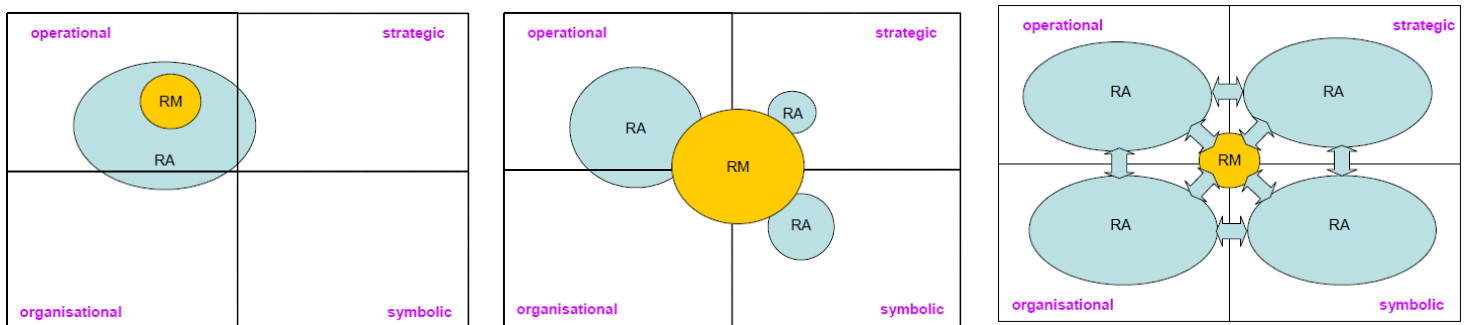 operational strategic
RM
RA
organisational symbolic
operational strategic
RA
RA
RM
RA
organisational symbolic
operational strategic
RA RA
RM
RA RA
organisational symbolic